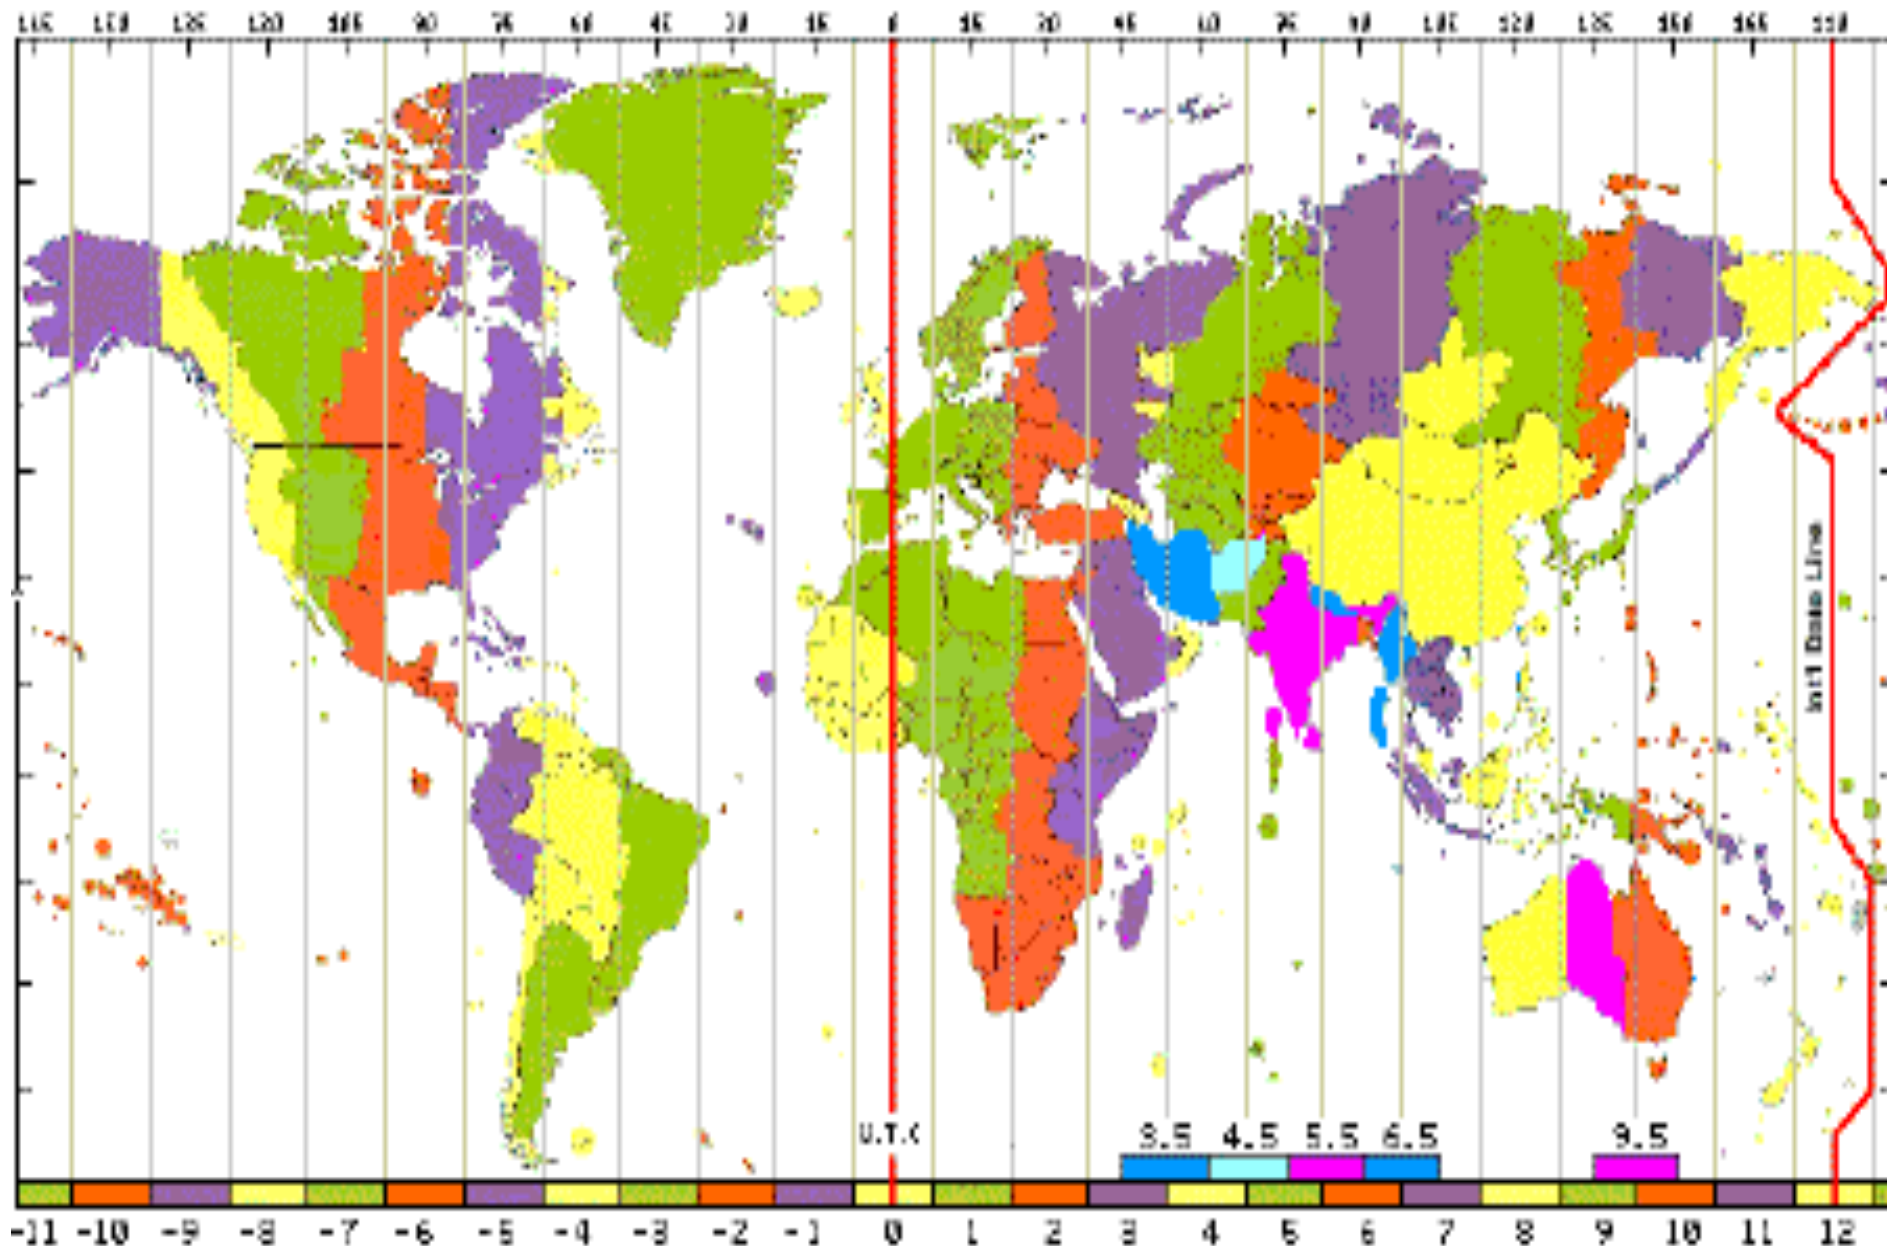 165 150 135 120 105 90 75 60 45 30 15 0 15 30 45 60 75 90 105 120 135 150 165 180
Int'l Date Line
U.T.C
3.5 4.5 5.5 6.5 9.5
-11 -10 -9 -8 -7 -6 -5 -4 -3 -2 -1 0 1 2 3 4 5 6 7 8 9 10 11 12